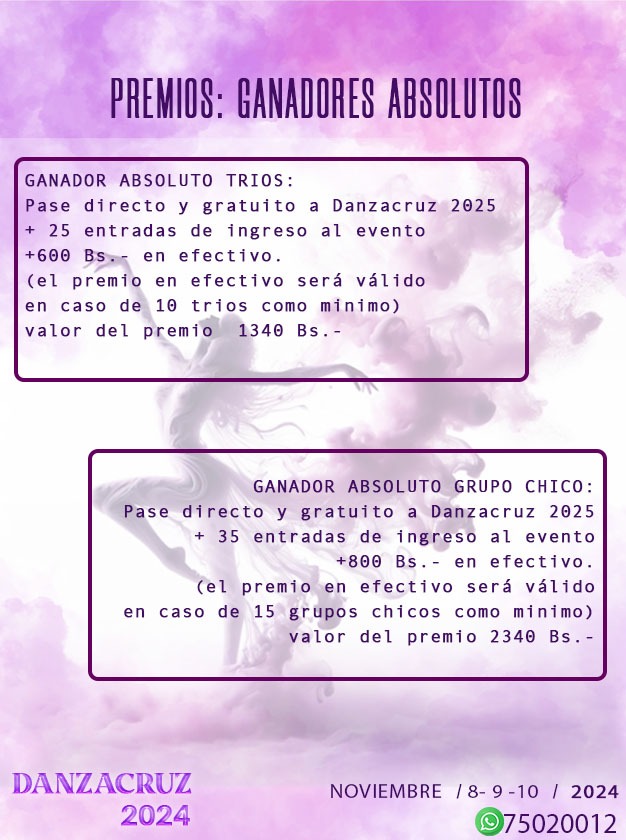 PREMIOS: GANADORES ABSOLUTOS
GANADOR ABSOLUTO TRIOS:
Pase directo y gratuito a Danzacruz 2025
+ 25 entradas de ingreso al evento
+600 Bs.- en efectivo.
(el premio en efectivo será válido
en caso de 10 trios como minimo)
valor del premio  1340 Bs.-
GANADOR ABSOLUTO GRUPO CHICO:
Pase directo y gratuito a Danzacruz 2025
+ 35 entradas de ingreso al evento
+800 Bs.- en efectivo.
(el premio en efectivo será válido
en caso de 15 grupos chicos como minimo)
valor del premio 2340 Bs.-
DANZACRUZ
2024
NOVIEMBRE / 8- 9 -10 / 2024
75020012